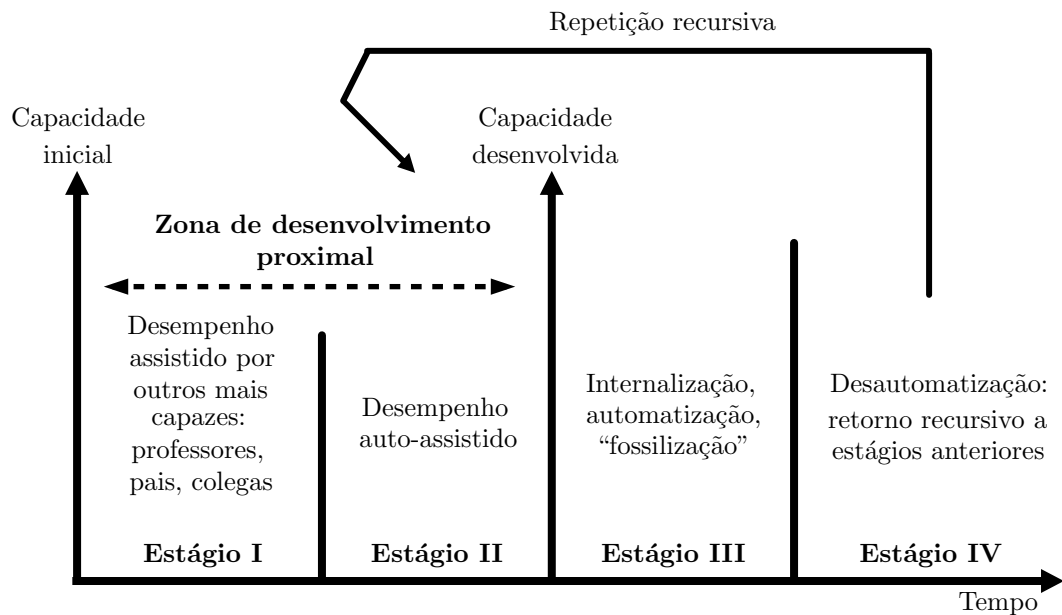 Repetição recursiva
Capacidade
inicial
Capacidade
desenvolvida
Zona de desenvolvimento
proximal
Desempenho
assistido por
outros mais
capazes:
professores,
pais, colegas
Desempenho
auto-assistido
Internalização,
automatização,
“fossilização”
Desautomatização:
retorno recursivo a
estágios anteriores
Estágio I
Estágio II
Estágio III
Estágio IV
Tempo